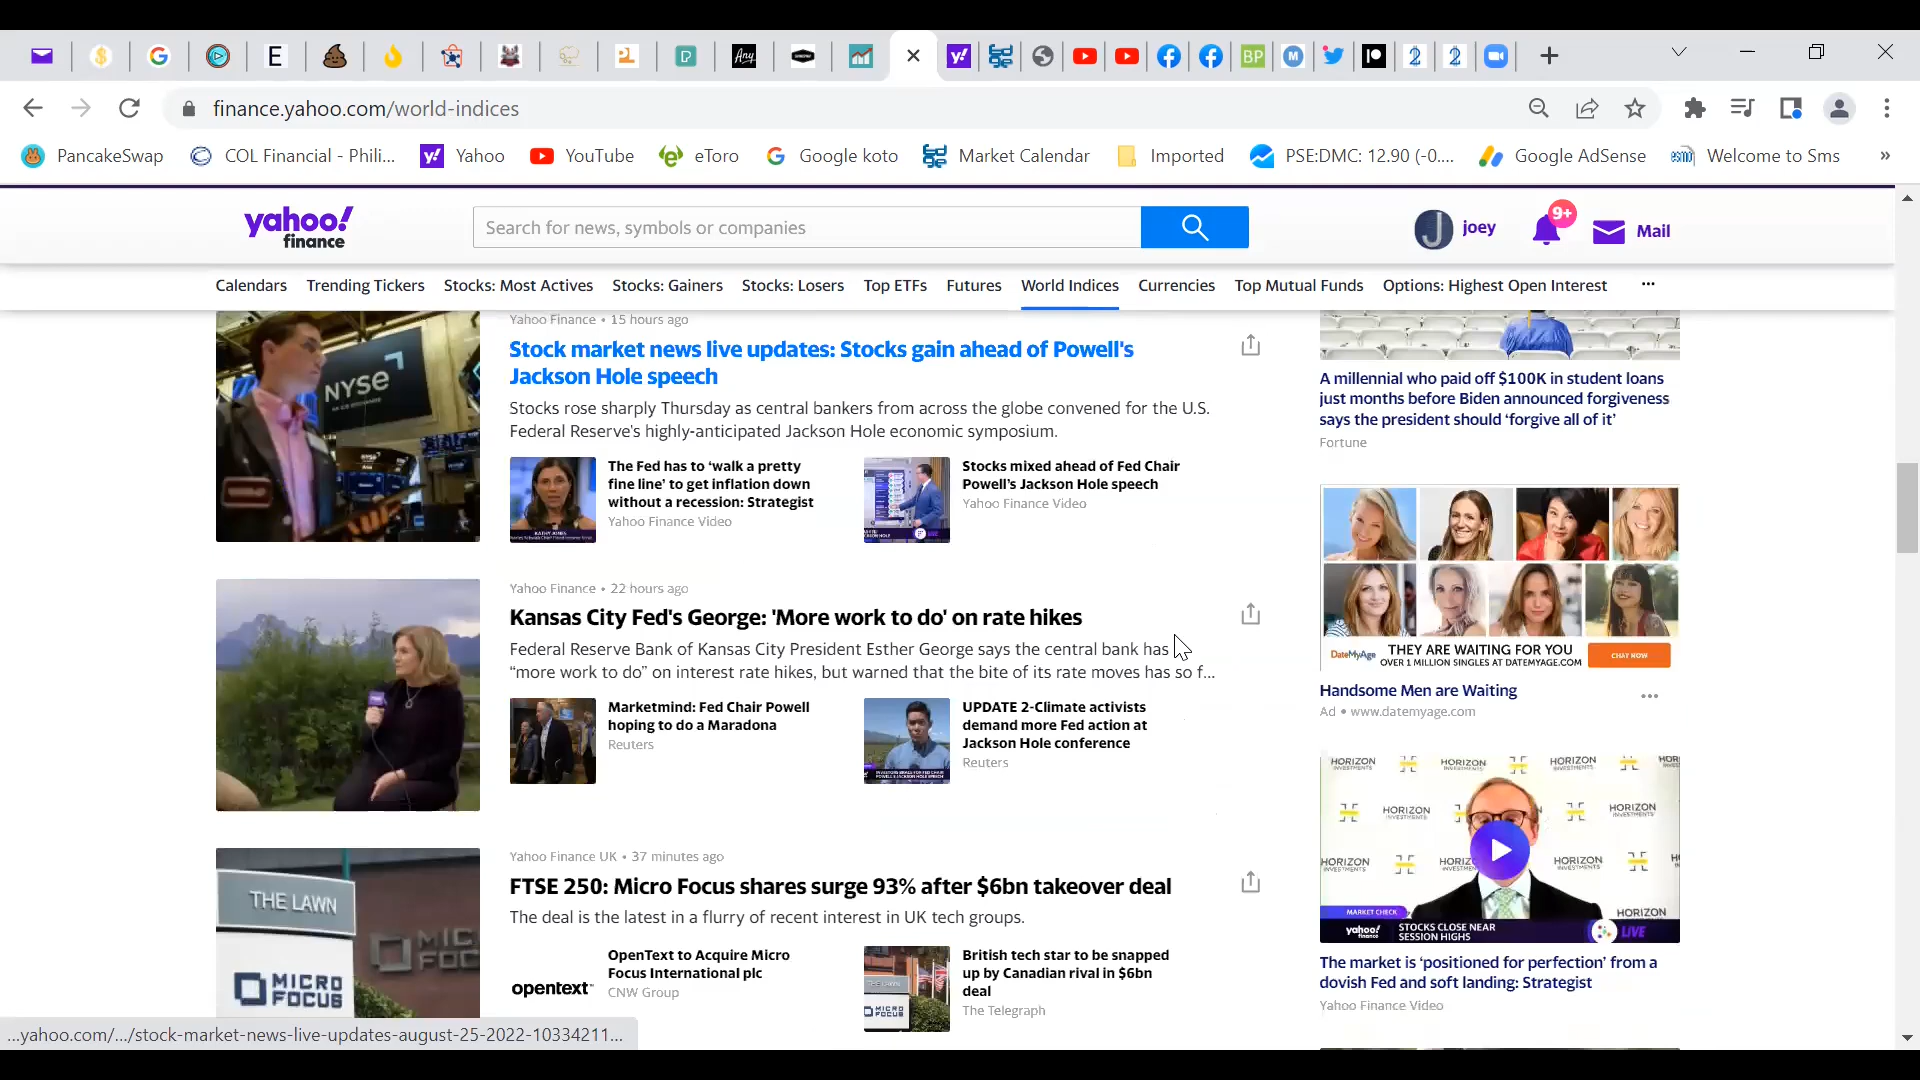 finance.yahoo.com/world-indices
PancakeSwap
COL Financial - Phili...
Yahoo
YouTube
eToro
Google koto
Market Calendar
Imported
PSE:DMC: 12.90 (-0....
Google AdSense
Welcome to Sms
»
yahoo!
finance
Search for news, symbols or companies
J
joey
9+
Mail
Calendars
Trending Tickers
Stocks: Most Actives
Stocks: Gainers
Stocks: Losers
Top ETFs
Futures
World Indices
Currencies
Top Mutual Funds
Options: Highest Open Interest
...
NYSE
Yahoo Finance • 15 hours ago
Stock market news live updates: Stocks gain ahead of Powell's
Jackson Hole speech
Stocks rose sharply Thursday as central bankers from across the globe convened for the U.S.
Federal Reserve's highly-anticipated Jackson Hole economic symposium.
The Fed has to ‘walk a pretty
fine line’ to get inflation down
without a recession: Strategist
Yahoo Finance Video
Stocks mixed ahead of Fed Chair
Powell’s Jackson Hole speech
Yahoo Finance Video
Yahoo Finance • 22 hours ago
Kansas City Fed's George: 'More work to do' on rate hikes
Federal Reserve Bank of Kansas City President Esther George says the central bank has
“more work to do” on interest rate hikes, but warned that the bite of its rate moves has so f...
Marketmind: Fed Chair Powell
hoping to do a Maradona
Reuters
UPDATE 2-Climate activists
demand more Fed action at
Jackson Hole conference
Reuters
THE LAWN
MICRO
FOCUS
Yahoo Finance UK • 37 minutes ago
FTSE 250: Micro Focus shares surge 93% after $6bn takeover deal
The deal is the latest in a flurry of recent interest in UK tech groups.
opentext™
OpenText to Acquire Micro
Focus International plc
CNW Group
British tech star to be snapped
up by Canadian rival in $6bn
deal
The Telegraph
A millennial who paid off $100K in student loans
just months before Biden announced forgiveness
says the president should ‘forgive all of it’
Fortune
DateMyAge
THEY ARE WAITING FOR YOU
OVER 1 MILLION SINGLES AT DATEMYAGE.COM
CHAT NOW
Handsome Men are Waiting
Ad • www.datemyage.com
HORIZON
INVESTMENTS
MARKET CHECK
yahoo!
finance
STOCKS CLOSE NEAR
SESSION HIGHS
LIVE
The market is ‘positioned for perfection’ from a
dovish Fed and soft landing: Strategist
Yahoo Finance Video
...yahoo.com/.../stock-market-news-live-updates-august-25-2022-10334211...